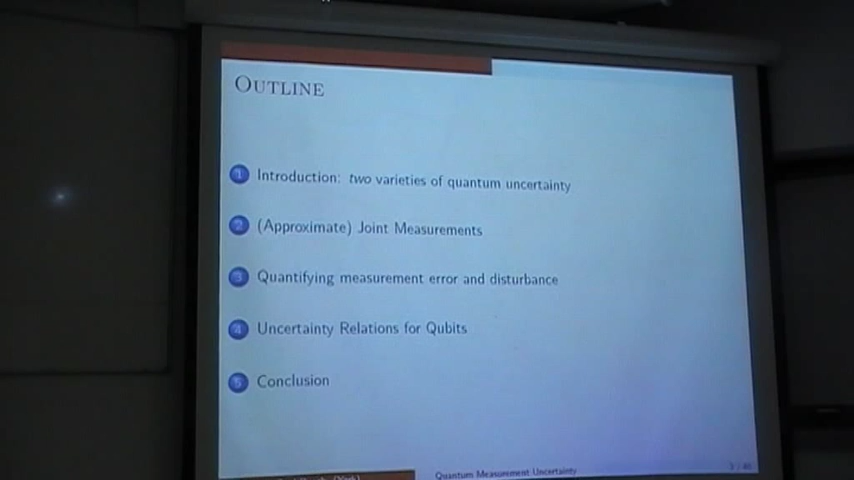 OUTLINE
1 Introduction: two varieties of quantum uncertainty
2 (Approximate) Joint Measurements
3 Quantifying measurement error and disturbance
4 Uncertainty Relations for Qubits
5 Conclusion
Quantum Measurement Uncertainty